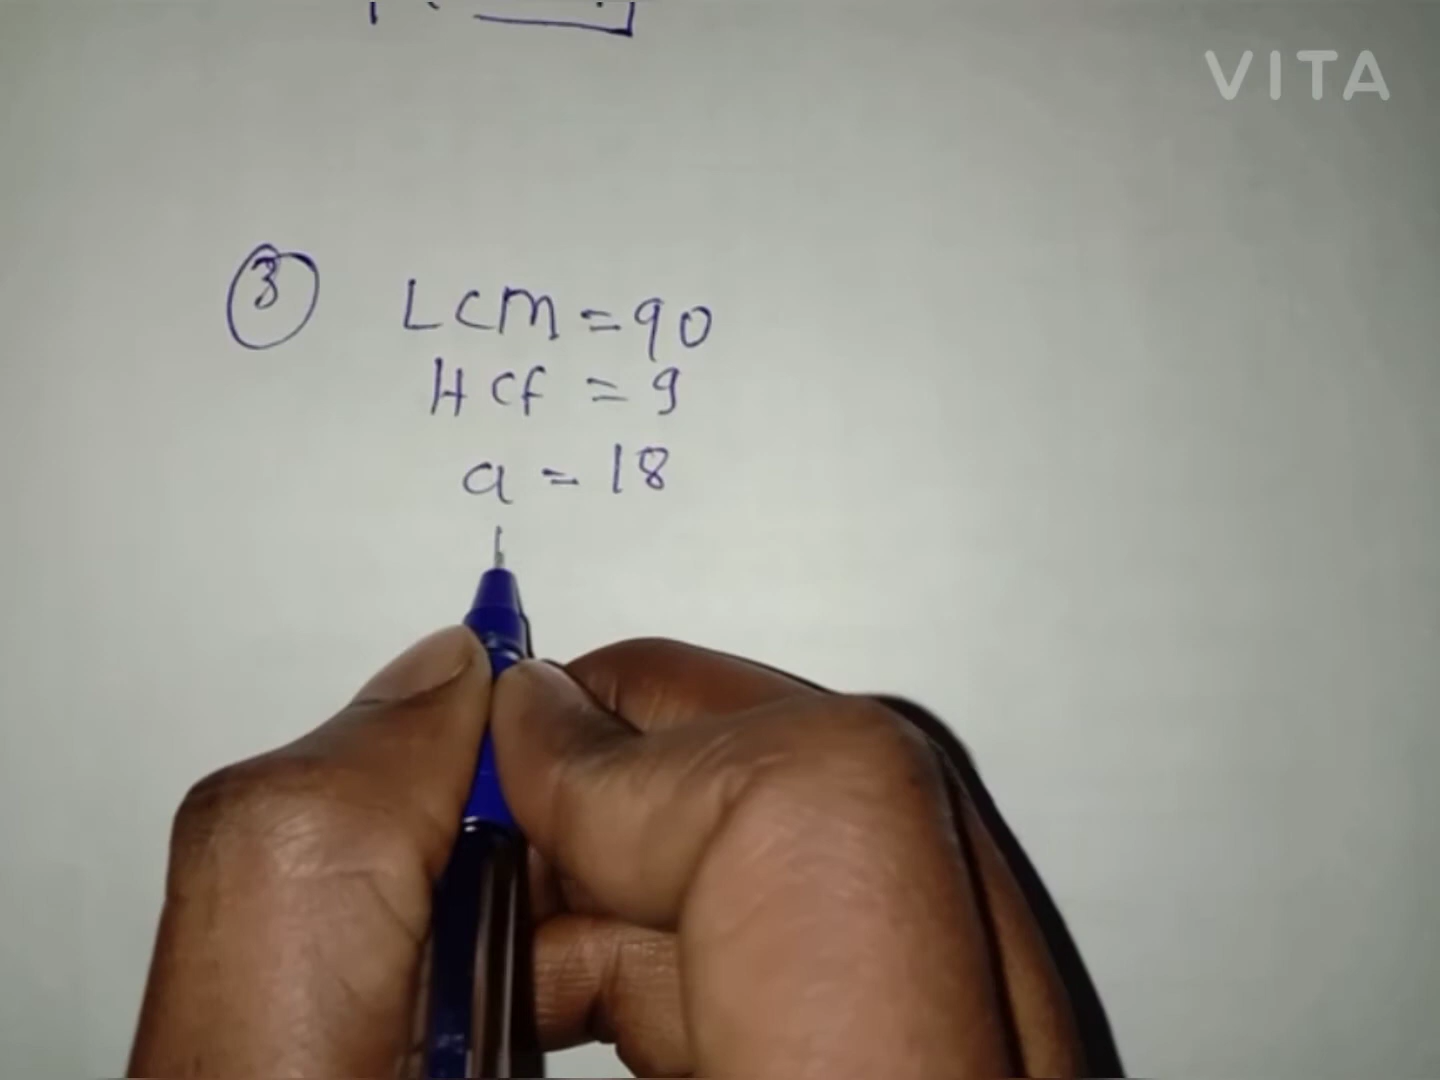 VITA
3 LCM = 90
HCf = 9
a = 18